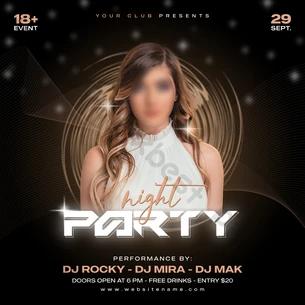 YOUR CLUB PRESENTS
18+
EVENT
29
SEPT.
night
PARTY
PERFORMANCE BY:
DJ ROCKY - DJ MIRA - DJ MAK
DOORS OPEN AT 6 PM - FREE DRINKS - ENTRY $20
www.websitename.com